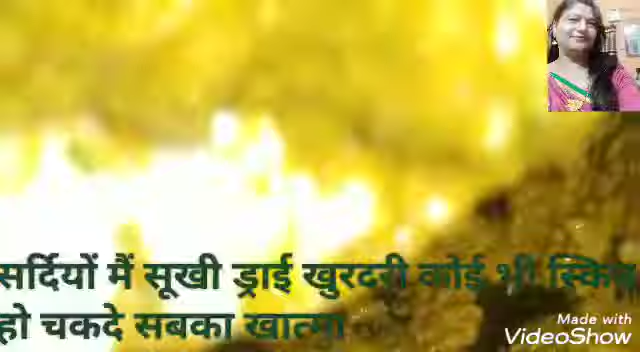 सर्दियों मैं सूखी ड्राई खुरदरी कोई भी स्किन
हो चकदे सबका खात्मा
Made with
VideoShow